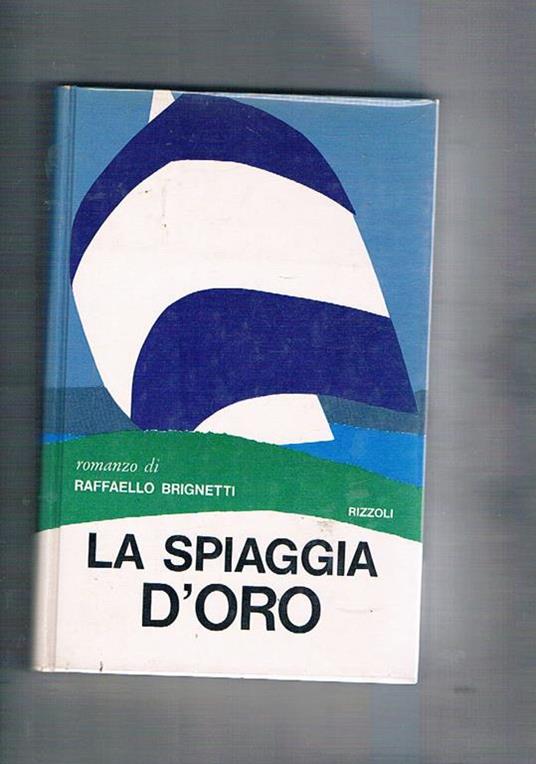 romanzo di
RAFFAELLO BRIGNETTI
RIZZOLI
LA SPIAGGIA
D'ORO